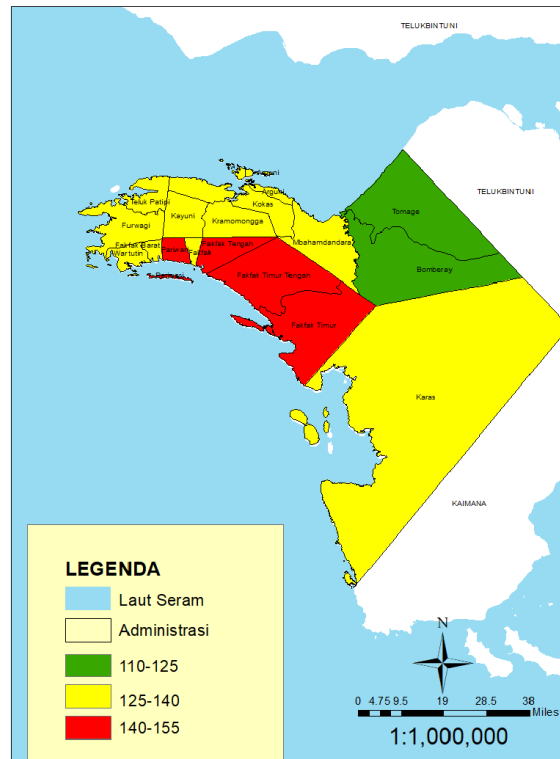 TELUKBINTUNI
Arguni
Arguni
TELUKBINTUNI
Teluk Patipi
Kokas
Tomage
Kayuni
Furwagi
Kramomongga
Mbahamdandara
Fakfak Barat
Fakfak Tengah
Pariwari
Wartutin
Fakfak
Bomberay
Fakfak Timur Tengah
Fakfak Timur
Karas
KAIMANA
LEGENDA
Laut Seram
Administrasi
110-125
125-140
140-155
N
0 4.75 9.5 19 28.5 38
Miles
1:1,000,000